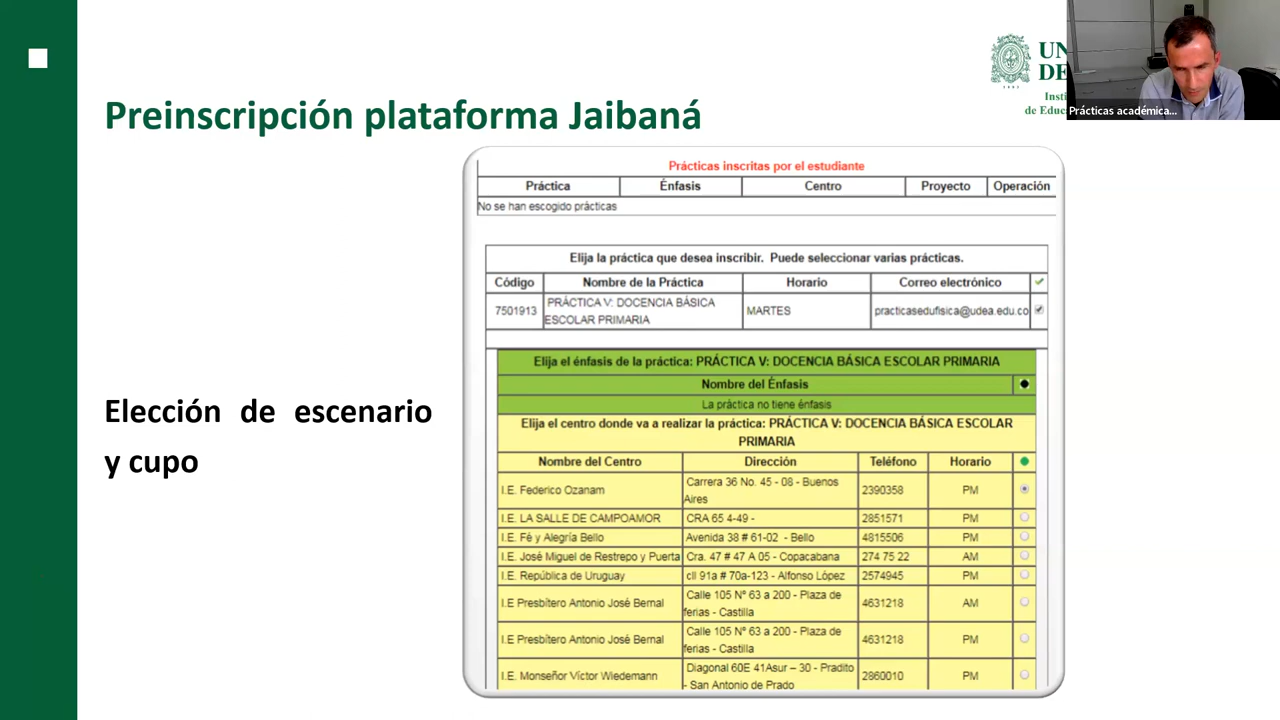 Preinscripción plataforma Jaibaná
UN
DE
Instit
de Educ
Prácticas académica...
Elección de escenario
y cupo
Prácticas inscritas por el estudiante
Práctica Énfasis Centro Proyecto Operación
No se han escogido prácticas
Elija la práctica que desea inscribir. Puede seleccionar varias prácticas.
Código Nombre de la Práctica Horario Correo electrónico
7501913 PRÁCTICA V: DOCENCIA BÁSICA ESCOLAR PRIMARIA MARTES practicasedufisica@udea.edu.co
Elija el énfasis de la práctica: PRÁCTICA V: DOCENCIA BÁSICA ESCOLAR PRIMARIA
Nombre del Énfasis
La práctica no tiene énfasis
Elija el centro donde va a realizar la práctica: PRÁCTICA V: DOCENCIA BÁSICA ESCOLAR
PRIMARIA
Nombre del Centro Dirección Teléfono Horario
I.E. Federico Ozanam Carrera 36 No. 45 - 08 - Buenos Aires 2390358 PM
I.E. LA SALLE DE CAMPOAMOR CRA 65 4-49 - 2851571 PM
I.E. Fé y Alegría Bello Avenida 38 # 61-02 - Bello 4815506 PM
I.E. José Miguel de Restrepo y Puerta Cra. 47 # 47 A 05 - Copacabana 274 75 22 AM
I.E. República de Uruguay cll 91a # 70a-123 - Alfonso López 2574945 PM
I.E Presbítero Antonio José Bernal Calle 105 Nº 63 a 200 - Plaza de ferias - Castilla 4631218 AM
I.E Presbítero Antonio José Bernal Calle 105 Nº 63 a 200 - Plaza de ferias - Castilla 4631218 PM
I.E. Monseñor Víctor Wiedemann Diagonal 60E 41Asur – 30 - Pradito - San Antonio de Prado 2860010 PM